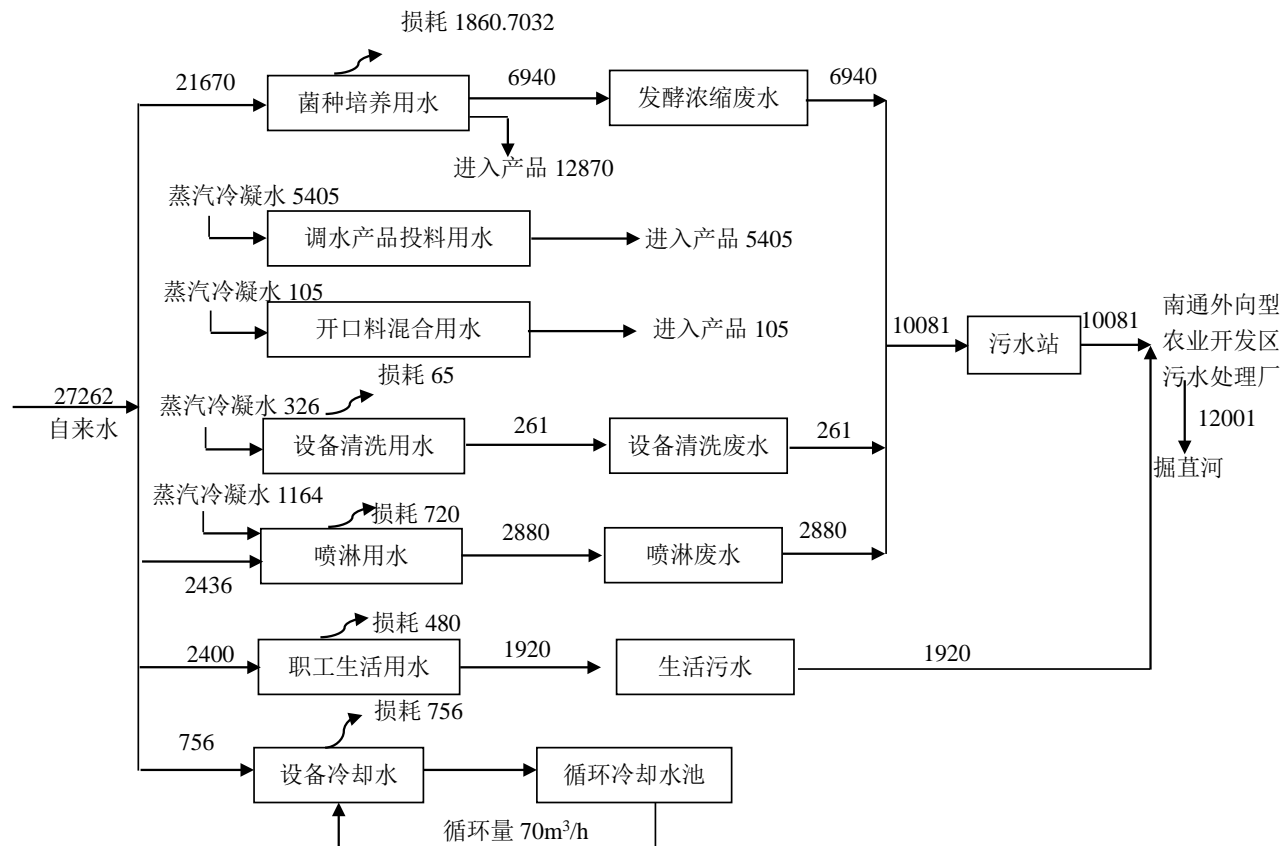 损耗 1860.7032
21670
菌种培养用水
6940
发酵浓缩废水
6940
进入产品 12870
蒸汽冷凝水 5405
调水产品投料用水
进入产品 5405
蒸汽冷凝水 105
开口料混合用水
进入产品 105
10081
污水站
10081
南通外向型
农业开发区
污水处理厂
12001
掘苴河
27262
自来水
损耗 65
蒸汽冷凝水 326
设备清洗用水
261
设备清洗废水
261
蒸汽冷凝水 1164
损耗 720
喷淋用水
2436
2880
喷淋废水
2880
损耗 480
2400
职工生活用水
1920
生活污水
1920
损耗 756
756
设备冷却水
循环冷却水池
循环量 70m³/h